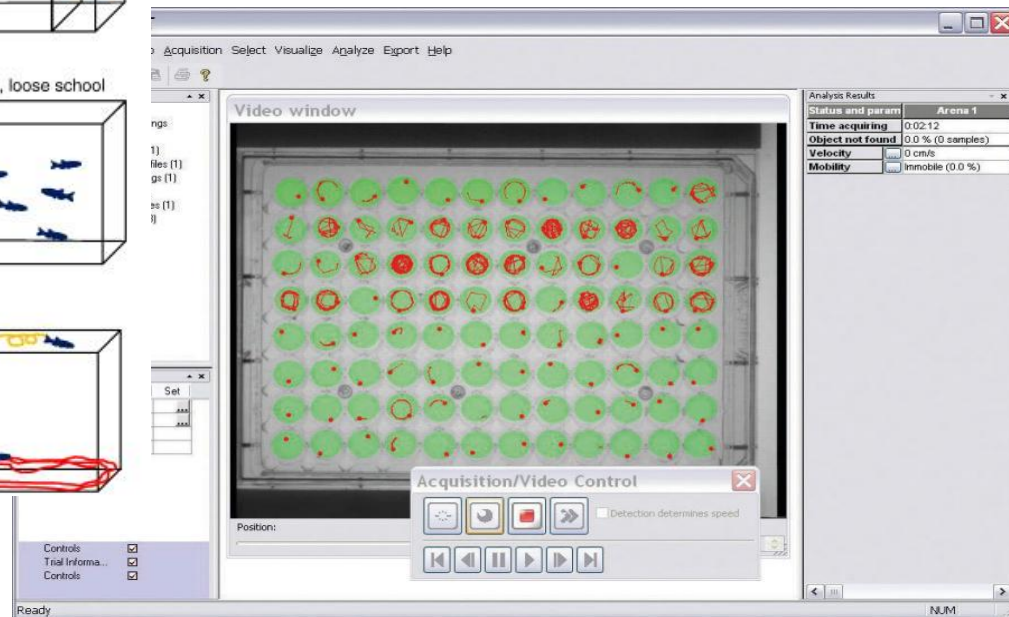 , loose school
Acquisition Select Visualize Analyze Export Help
ngs
1)
files (1)
gs (1)
es (1)
Set
Controls
Trial Informa...
Controls
Ready
Video window
Position:
Acquisition/Video Control
Detection determines speed
Analysis Results
Status and param Arena 1
Time acquiring 0:02:12
Object not found 0.0 % (0 samples)
Velocity ... 0 cm/s
Mobility ... Immobile (0.0 %)
NUM